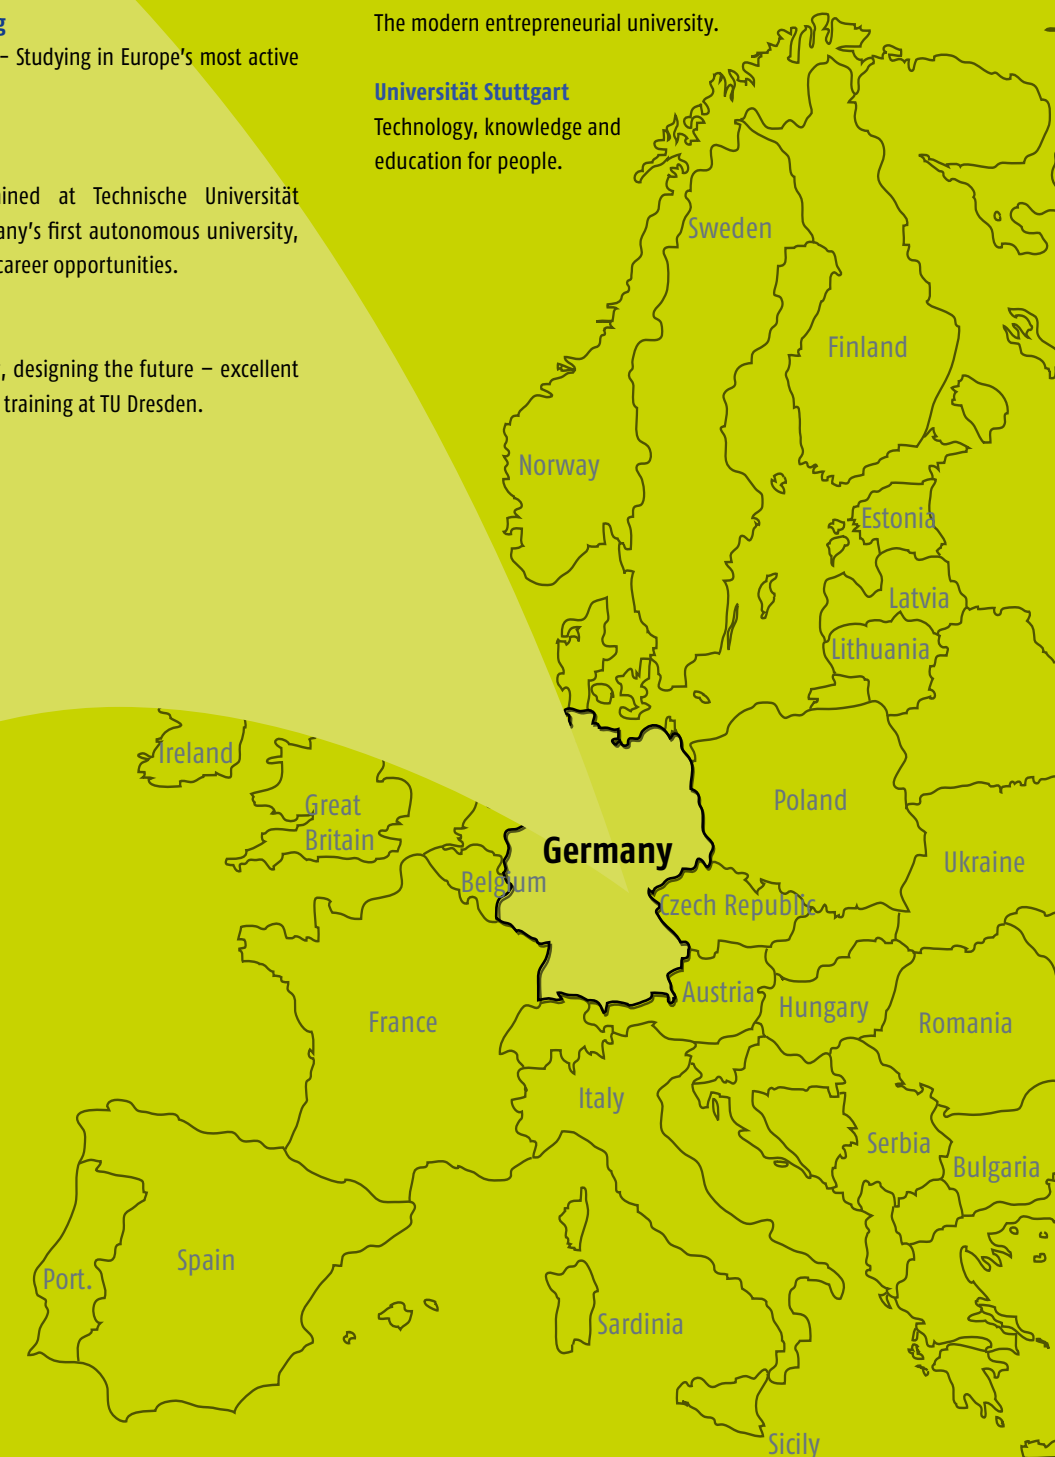 g
– Studying in Europe's most active
ined at Technische Universität
any's first autonomous university,
career opportunities.
, designing the future – excellent
training at TU Dresden.
The modern entrepreneurial university.
Universität Stuttgart
Technology, knowledge and
education for people.
Sweden
Finland
Norway
Estonia
Latvia
Lithuania
Ireland
Great
Britain
Poland
Germany
Ukraine
Belgium
Czech Republic
Austria
Hungary
France
Romania
Italy
Serbia
Bulgaria
Spain
Port.
Sardinia
Sicily